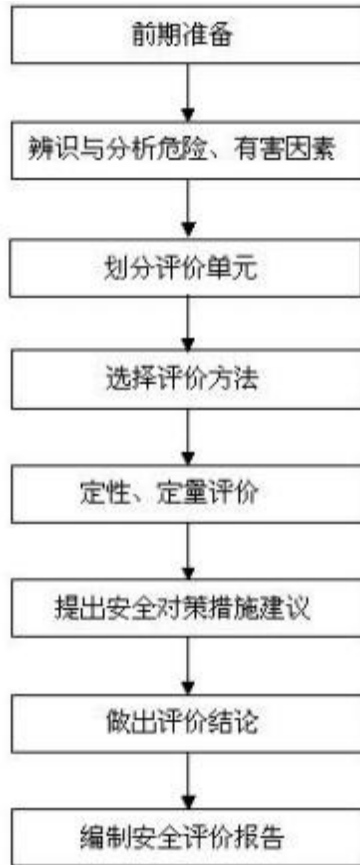 前期准备
辨识与分析危险、有害因素
划分评价单元
选择评价方法
定性、定量评价
提出安全对策措施建议
做出评价结论
编制安全评价报告